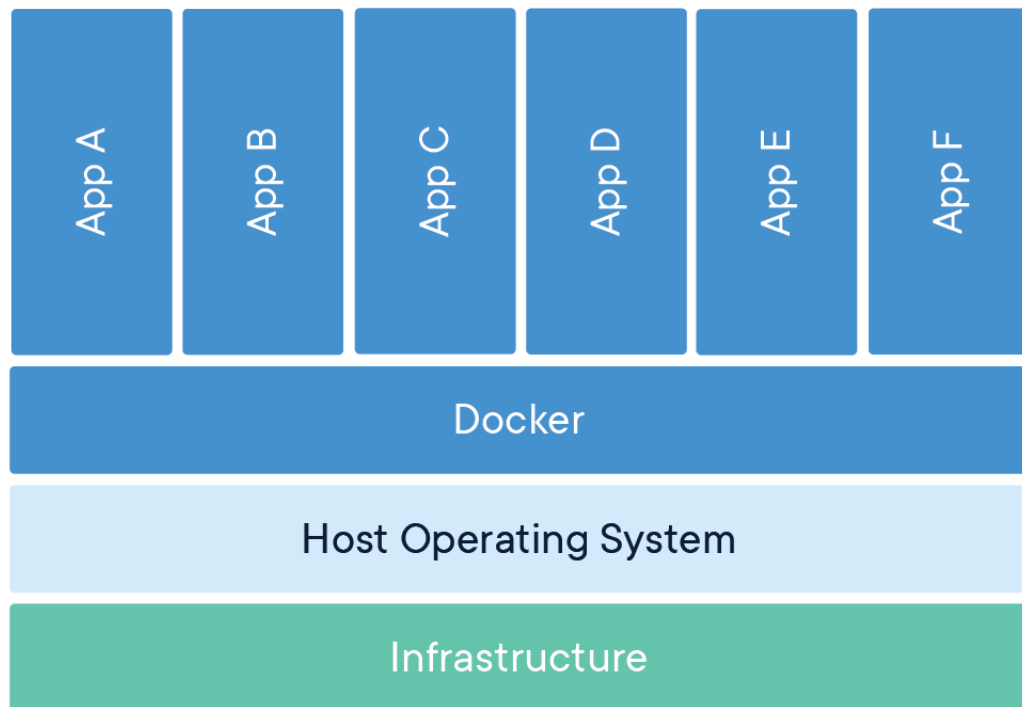 App A
App B
App C
App D
App E
App F
Docker
Host Operating System
Infrastructure